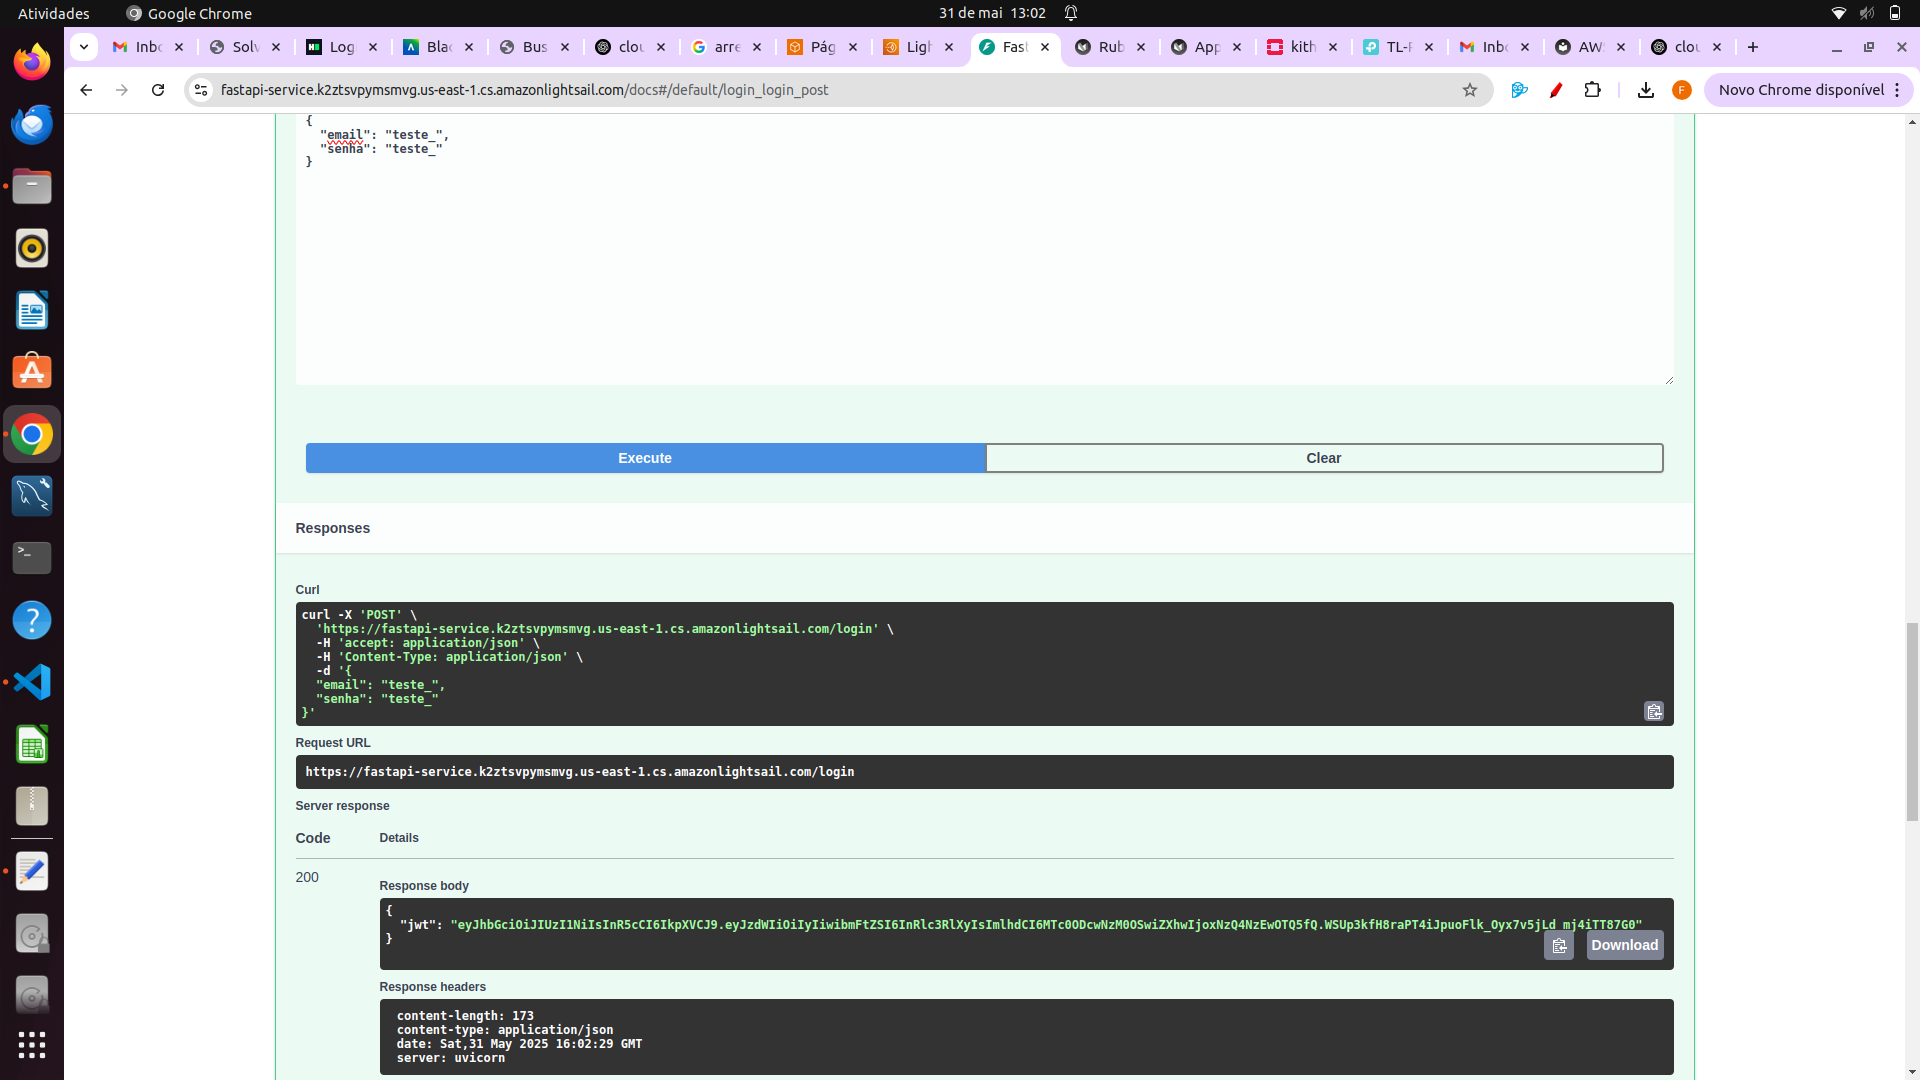 Atividades
Google Chrome
31 de mai 13:02
Inbo
Solv
Log
Blac
Bus
clou
arre
Pág
Ligh
Fast
Rub
App
kith
TL-F
Inbo
AWS
clou
fastapi-service.k2ztsvpymsmvg.us-east-1.cs.amazonlightsail.com/docs#/default/login_login_post
F
Novo Chrome disponível
{
"email": "teste_",
"senha": "teste_"
}
Execute
Clear
Responses
Curl
curl -X 'POST' \
'https://fastapi-service.k2ztsvpymsmvg.us-east-1.cs.amazonlightsail.com/login' \
-H 'accept: application/json' \
-H 'Content-Type: application/json' \
-d '{
"email": "teste_",
"senha": "teste_"
}'
Request URL
https://fastapi-service.k2ztsvpymsmvg.us-east-1.cs.amazonlightsail.com/login
Server response
Code
Details
200
Response body
{
"jwt": "eyJhbGciOiJIUzI1NiIsInR5cCI6IkpXVCJ9.eyJzdWIiOiIyIiwibmFtZSI6InRlc3RlXyIsImlhdCI6MTc0ODcwNzM0OSwiZXhwIjoxNzQ4NzEwOTQ5fQ.WSUp3kfH8raPT4iJpuoFlk_Oyx7v5jLd_mj4iTT87G0"
}
Download
Response headers
content-length: 173
content-type: application/json
date: Sat,31 May 2025 16:02:29 GMT
server: uvicorn